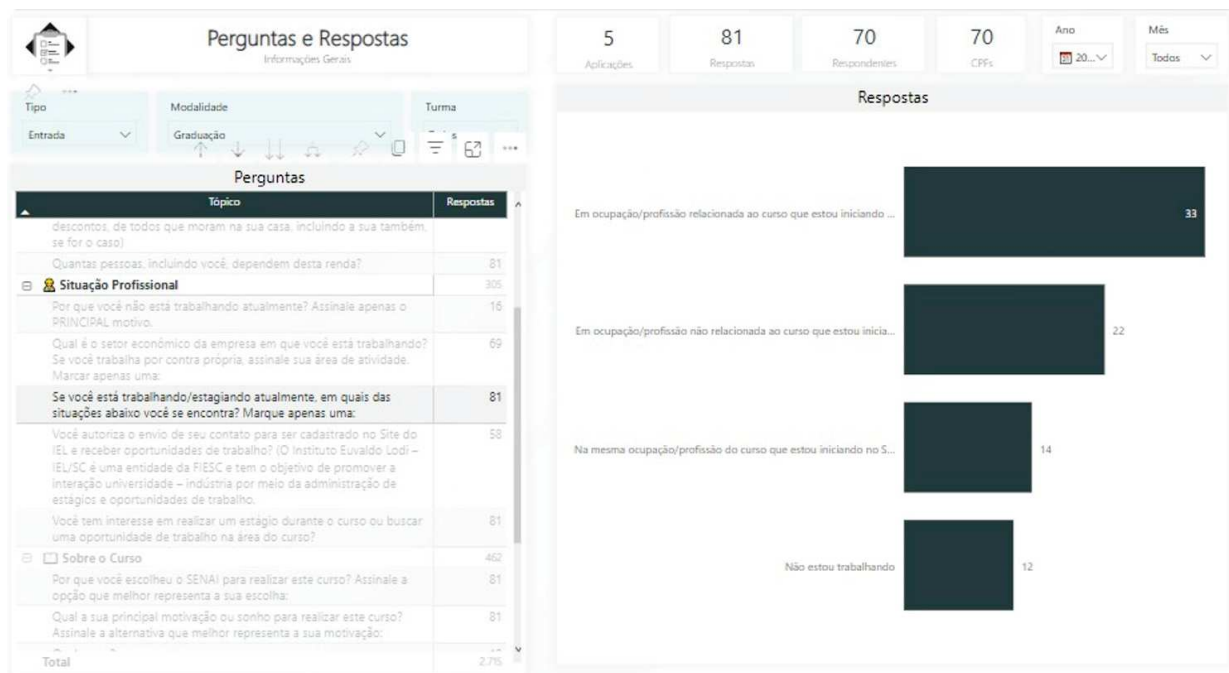 Perguntas e Respostas
Informações Gerais
5
Aplicações
81
Respostas
70
Respondentes
70
CPFs
Ano
20...
Mês
Todos
Tipo
Entrada
Modalidade
Graduação
Turma
Perguntas
Tópico
Respostas
descontos, de todos que moram na sua casa, incluindo a sua também,
se for o caso)
Quantas pessoas, incluindo você, dependem desta renda?
81
Situação Profissional
305
Por que você não está trabalhando atualmente? Assinale apenas o
PRINCIPAL motivo.
16
Qual é o setor econômico da empresa em que você está trabalhando?
Se você trabalha por contra própria, assinale sua área de atividade.
Marcar apenas uma:
69
Se você está trabalhando/estagiando atualmente, em quais das
situações abaixo você se encontra? Marque apenas uma:
81
Você autoriza o envio de seu contato para ser cadastrado no Site do
IEL e receber oportunidades de trabalho? (O Instituto Euvaldo Lodi –
IEL/SC é uma entidade da FIESC e tem o objetivo de promover a
interação universidade – indústria por meio da administração de
estágios e oportunidades de trabalho.
58
Você tem interesse em realizar um estágio durante o curso ou buscar
uma oportunidade de trabalho na área do curso?
81
Sobre o Curso
462
Por que você escolheu o SENAI para realizar este curso? Assinale a
opção que melhor representa a sua escolha:
81
Qual a sua principal motivação ou sonho para realizar este curso?
Assinale a alternativa que melhor representa a sua motivação:
81
Total
2.715
Respostas
Em ocupação/profissão relacionada ao curso que estou iniciando ...
33
Em ocupação/profissão não relacionada ao curso que estou inicia...
22
Na mesma ocupação/profissão do curso que estou iniciando no S...
14
Não estou trabalhando
12